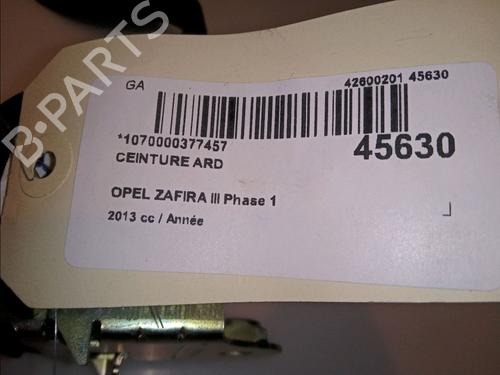 B-PARTS
GA
42600201 45630
*1070000377457
45630
CEINTURE ARD
OPEL ZAFIRA III Phase 1
2013 cc / Année